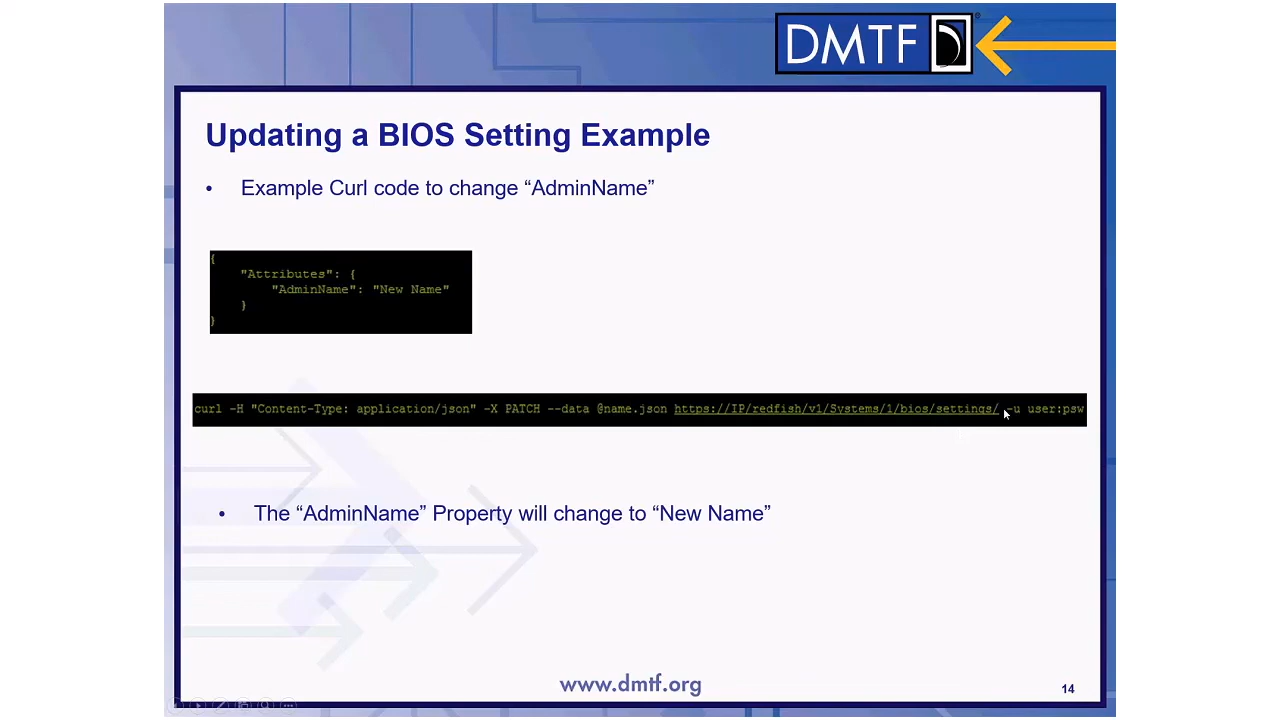 DMTF
Updating a BIOS Setting Example
• Example Curl code to change “AdminName”
{
"Attributes": {
"AdminName": "New Name"
}
}
curl -H "Content-Type: application/json" -X PATCH --data @name.json https://IP/redfish/v1/Systems/1/bios/settings/ -u user:psw
• The “AdminName” Property will change to “New Name”
www.dmtf.org
14